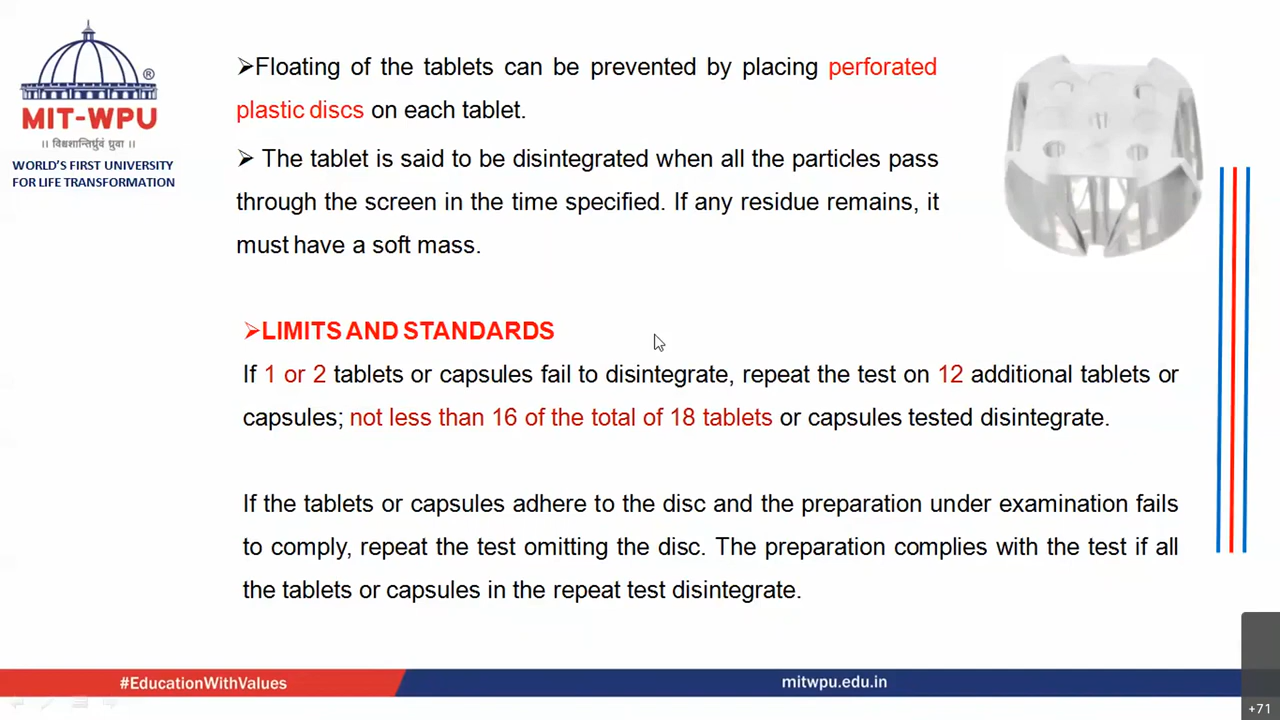 ®
MIT-WPU
॥ विश्वशान्तिर्ध्रुवं ध्रुवा ॥
WORLD'S FIRST UNIVERSITY
FOR LIFE TRANSFORMATION
➢Floating of the tablets can be prevented by placing perforated
plastic discs on each tablet.
➢ The tablet is said to be disintegrated when all the particles pass
through the screen in the time specified. If any residue remains, it
must have a soft mass.
➢LIMITS AND STANDARDS
If 1 or 2 tablets or capsules fail to disintegrate, repeat the test on 12 additional tablets or
capsules; not less than 16 of the total of 18 tablets or capsules tested disintegrate.
If the tablets or capsules adhere to the disc and the preparation under examination fails
to comply, repeat the test omitting the disc. The preparation complies with the test if all
the tablets or capsules in the repeat test disintegrate.
#EducationWithValues
mitwpu.edu.in
+71